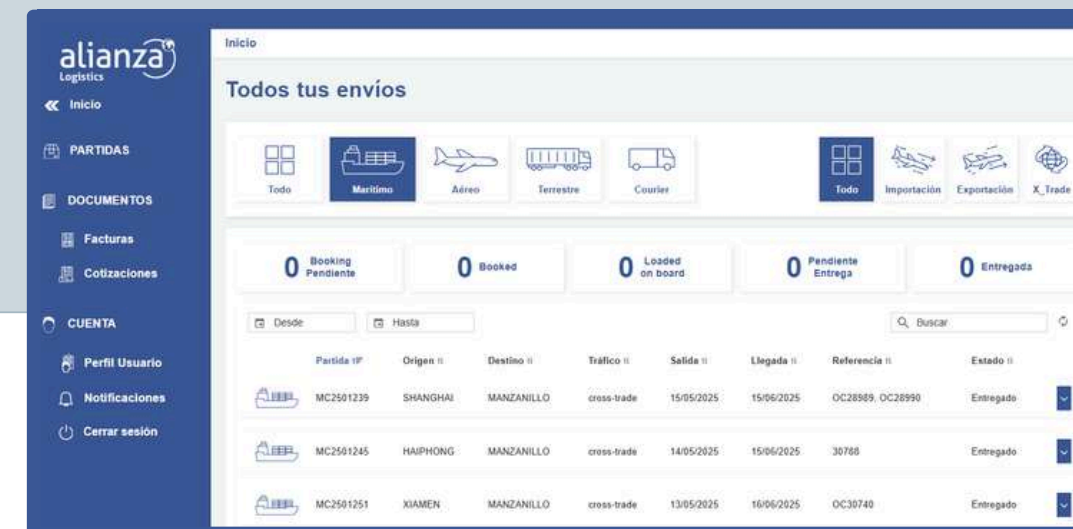 alianza
Logistics
Inicio
PARTIDAS
DOCUMENTOS
Facturas
Cotizaciones
CUENTA
Perfil Usuario
Notificaciones
Cerrar sesión
Inicio
Todos tus envíos
Todo Marítimo Aéreo Terrestre Courier Todo Importación Exportación X_Trade
0 Booking Pendiente 0 Booked 0 Loaded on board 0 Pendiente Entrega 0 Entregada
Desde Hasta Buscar
Partida Origen Destino Tráfico Salida Llegada Referencia Estado
MC2501239 SHANGHAI MANZANILLO cross-trade 15/05/2025 15/06/2025 OC28989, OC28990 Entregado
MC2501245 HAIPHONG MANZANILLO cross-trade 14/05/2025 15/06/2025 30788 Entregado
MC2501251 XIAMEN MANZANILLO cross-trade 13/05/2025 16/06/2025 OC30740 Entregado